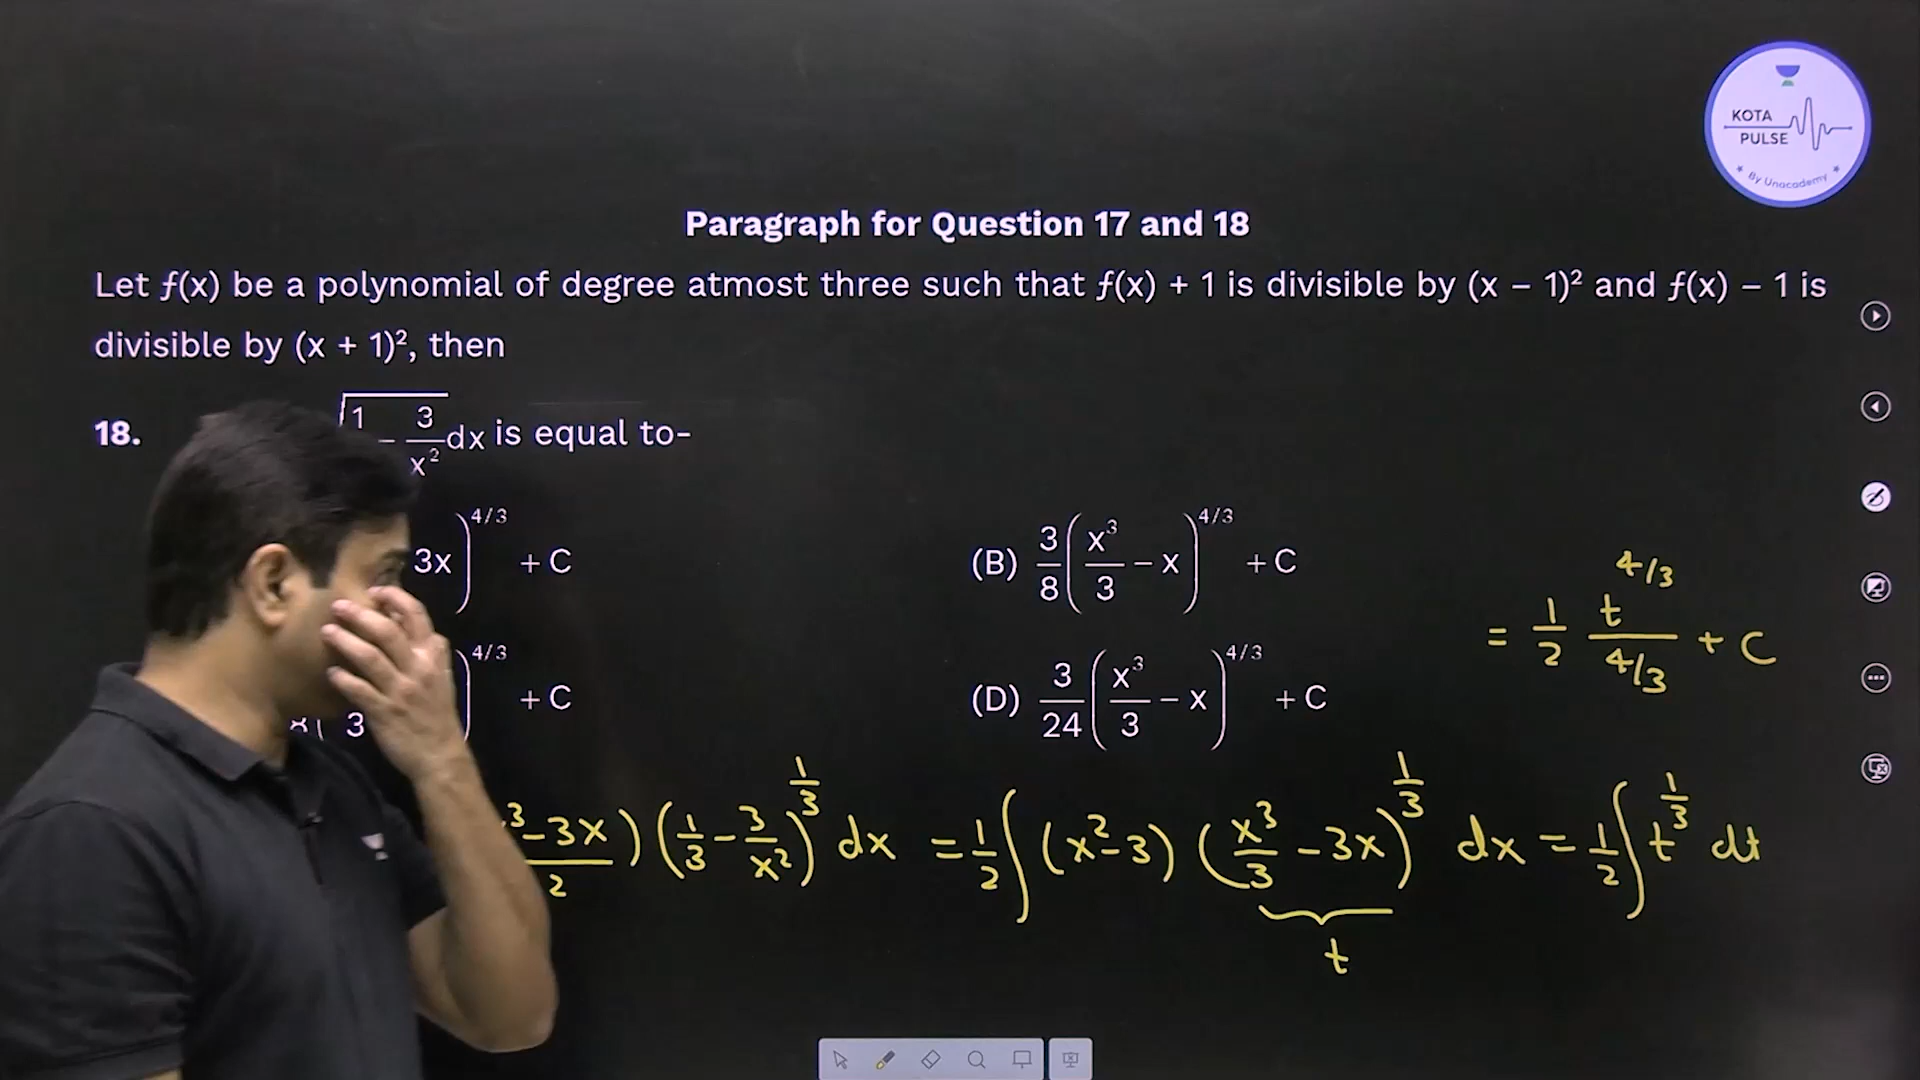 KOTA
PULSE
By Unacademy
Paragraph for Question 17 and 18
Let ƒ(x) be a polynomial of degree atmost three such that ƒ(x) + 1 is divisible by (x – 1)² and ƒ(x) – 1 is
divisible by (x + 1)², then
18. √1 – 3/x² dx is equal to-
3x)^4/3 + C
(B) 3/8 (x³/3 – x)^4/3 + C
3 )^4/3 + C
(D) 3/24 (x³/3 – x)^4/3 + C
= 1/2 t^4/3 / 4/3 + C
³-3x/2) (1/3 - 3/x²)^1/3 dx = 1/2 ∫ (x²-3) (x³/3 - 3x)^1/3 dx = 1/2 ∫ t^1/3 dt
t